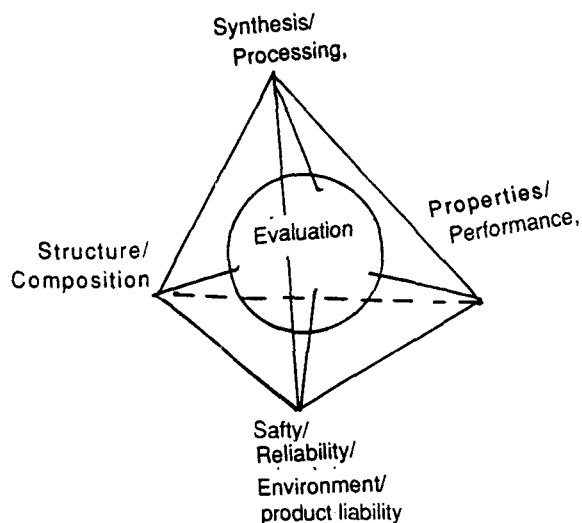 Synthesis/
Processing,
Properties/
Performance,
Evaluation
Structure/
Composition
Safty/
Reliability/
Environment/
product liability